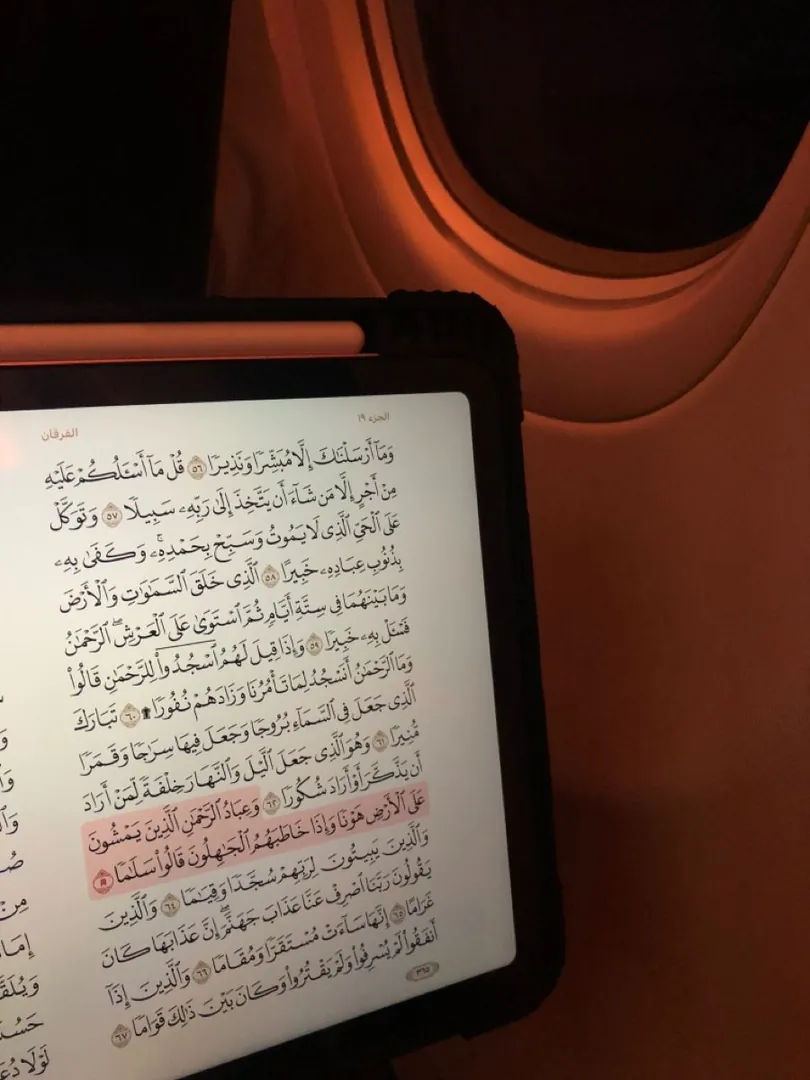 الجزء ١٩
الفرقان
وَمَآ أَرْسَلْنَٰكَ إِلَّا مُبَشِّرًا وَنَذِيرًا ٥٦ قُلْ مَآ أَسْـَٔلُكُمْ عَلَيْهِ
مِنْ أَجْرٍ إِلَّا مَن شَآءَ أَن يَتَّخِذَ إِلَىٰ رَبِّهِۦ سَبِيلًا ٥٧ وَتَوَكَّلْ
عَلَى ٱلْحَىِّ ٱلَّذِى لَا يَمُوتُ وَسَبِّحْ بِحَمْدِهِۦۚ وَكَفَىٰ بِهِۦ
بِذُنُوبِ عِبَادِهِۦ خَبِيرًا ٥٨ ٱلَّذِى خَلَقَ ٱلسَّمَٰوَٰتِ وَٱلْأَرْضَ
وَمَا بَيْنَهُمَا فِى سِتَّةِ أَيَّامٍ ثُمَّ ٱسْتَوَىٰ عَلَى ٱلْعَرْشِۖ ٱلرَّحْمَٰنُ
فَسْـَٔلْ بِهِۦ خَبِيرًا ٥٩ وَإِذَا قِيلَ لَهُمُ ٱسْجُدُوا۟ لِلرَّحْمَٰنِ قَالُوا۟
وَمَا ٱلرَّحْمَٰنُ أَنَسْجُدُ لِمَا تَأْمُرُنَا وَزَادَهُمْ نُفُورًا ۩ ٦٠ تَبَارَكَ
ٱلَّذِى جَعَلَ فِى ٱلسَّمَآءِ بُرُوجًا وَجَعَلَ فِيهَا سِرَٰجًا وَقَمَرًا
مُّنِيرًا ٦١ وَهُوَ ٱلَّذِى جَعَلَ ٱلَّيْلَ وَٱلنَّهَارَ خِلْفَةً لِّمَنْ أَرَادَ
أَن يَذَّكَّرَ أَوْ أَرَادَ شُكُورًا ٦٢ وَعِبَادُ ٱلرَّحْمَٰنِ ٱلَّذِينَ يَمْشُونَ
عَلَى ٱلْأَرْضِ هَوْنًا وَإِذَا خَاطَبَهُمُ ٱلْجَٰهِلُونَ قَالُوا۟ سَلَٰمًا ٦٣
وَٱلَّذِينَ يَبِيتُونَ لِرَبِّهِمْ سُجَّدًا وَقِيَٰمًا ٦٤ وَٱلَّذِينَ
يَقُولُونَ رَبَّنَا ٱصْرِفْ عَنَّا عَذَابَ جَهَنَّمَۖ إِنَّ عَذَابَهَا كَانَ
غَرَامًا ٦٥ إِنَّهَا سَآءَتْ مُسْتَقَرًّا وَمُقَامًا ٦٦ وَٱلَّذِينَ إِذَآ
أَنفَقُوا۟ لَمْ يُسْرِفُوا۟ وَلَمْ يَقْتُرُوا۟ وَكَانَ بَيْنَ ذَٰلِكَ قَوَامًا ٦٧
٣٦٥